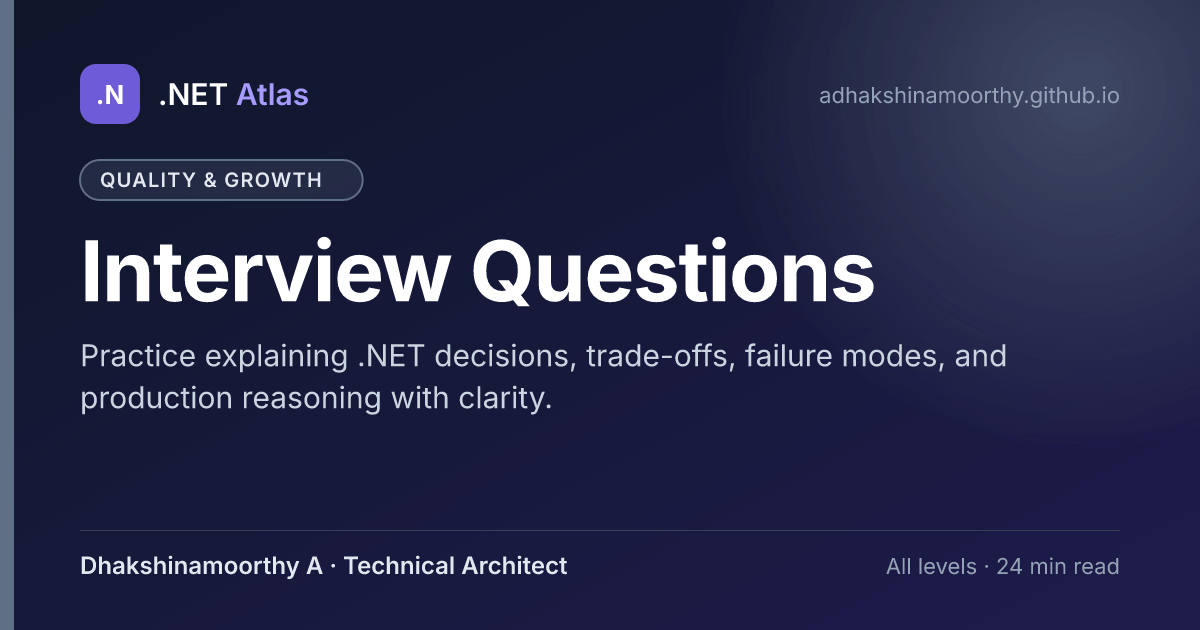 .N
.NET Atlas
adhakshinamoorthy.github.io
QUALITY & GROWTH
Interview Questions
Practice explaining .NET decisions, trade-offs, failure modes, and
production reasoning with clarity.
Dhakshinamoorthy A · Technical Architect
All levels · 24 min read